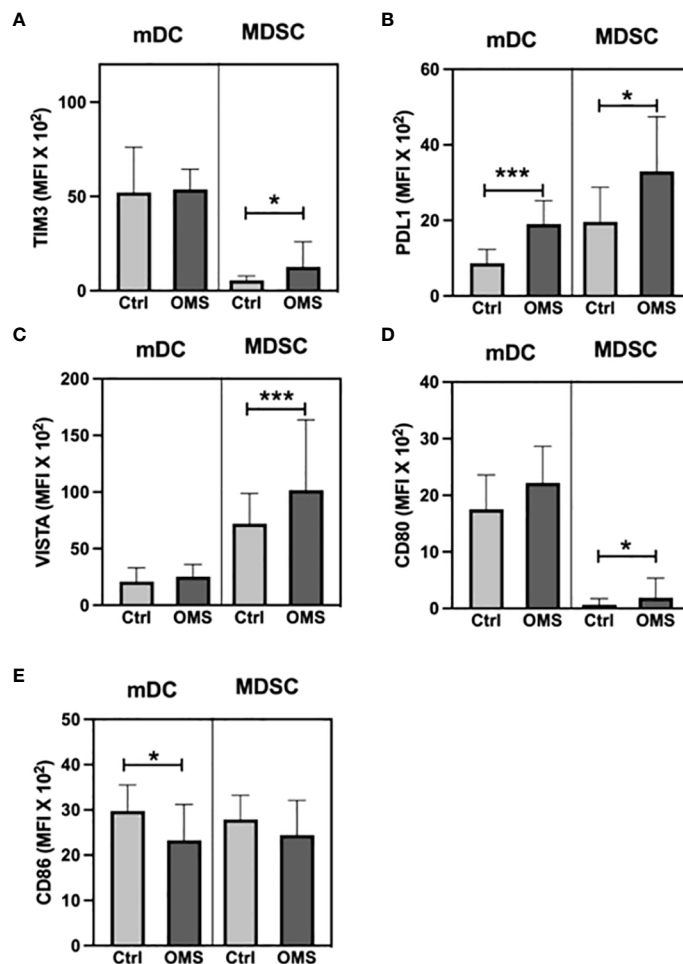 A
mDC MDSC
TIM3 (MFI X 10²)
100
50
0
*
Ctrl OMS Ctrl OMS
B
mDC MDSC
PDL1 (MFI X 10²)
60
40
20
0
***
*
Ctrl OMS Ctrl OMS
C
mDC MDSC
VISTA (MFI X 10²)
200
150
100
50
0
***
Ctrl OMS Ctrl OMS
D
mDC MDSC
CD80 (MFI X 10²)
40
30
20
10
0
*
Ctrl OMS Ctrl OMS
E
mDC MDSC
CD86 (MFI X 10²)
50
40
30
20
10
0
*
Ctrl OMS Ctrl OMS